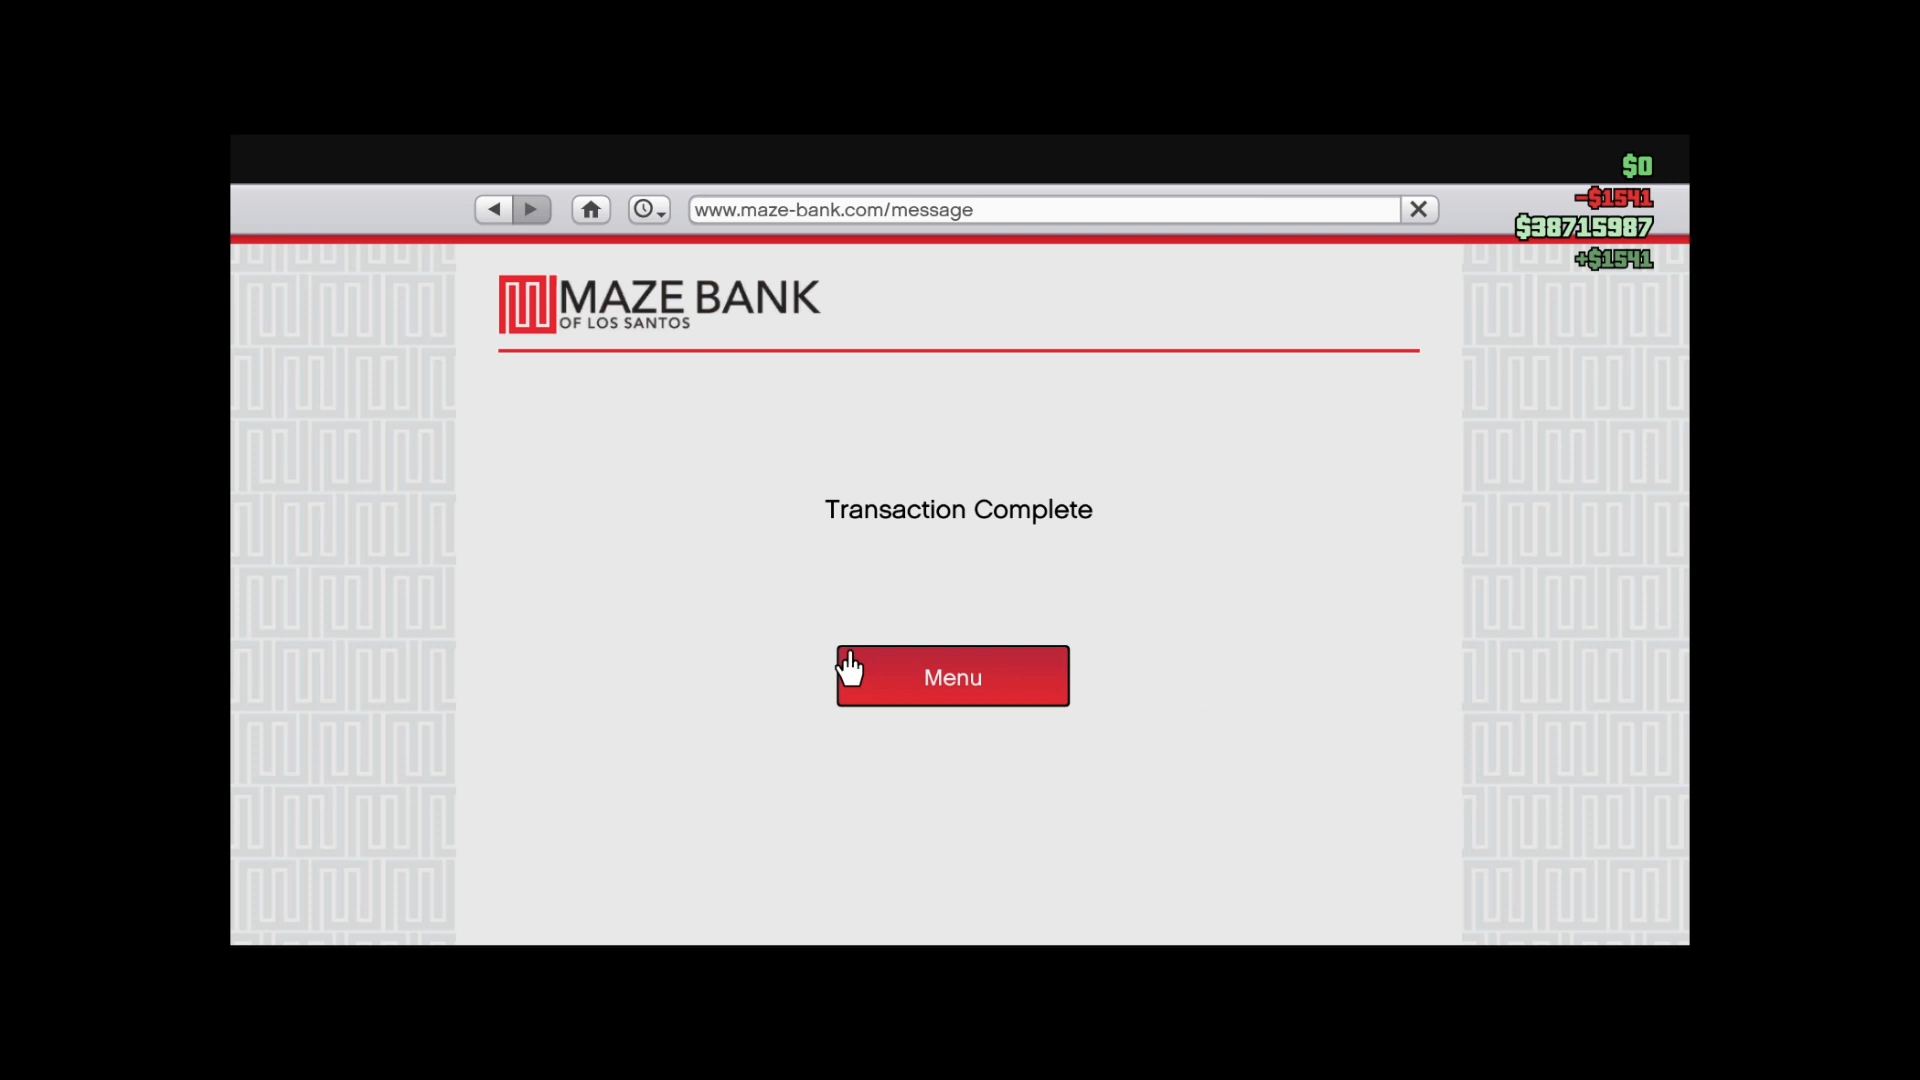 $0
-$1541
www.maze-bank.com/message
$38715987
+$1541
MAZE BANK
OF LOS SANTOS
Transaction Complete
Menu